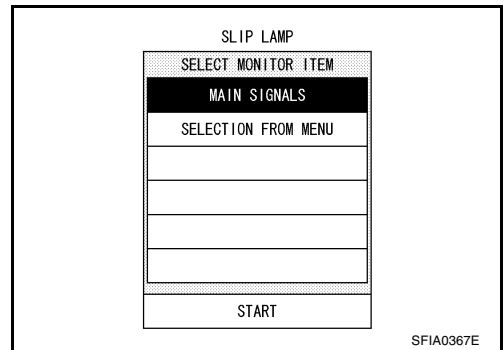 SLIP LAMP
SELECT MONITOR ITEM
MAIN SIGNALS
SELECTION FROM MENU
START
SFIA0367E